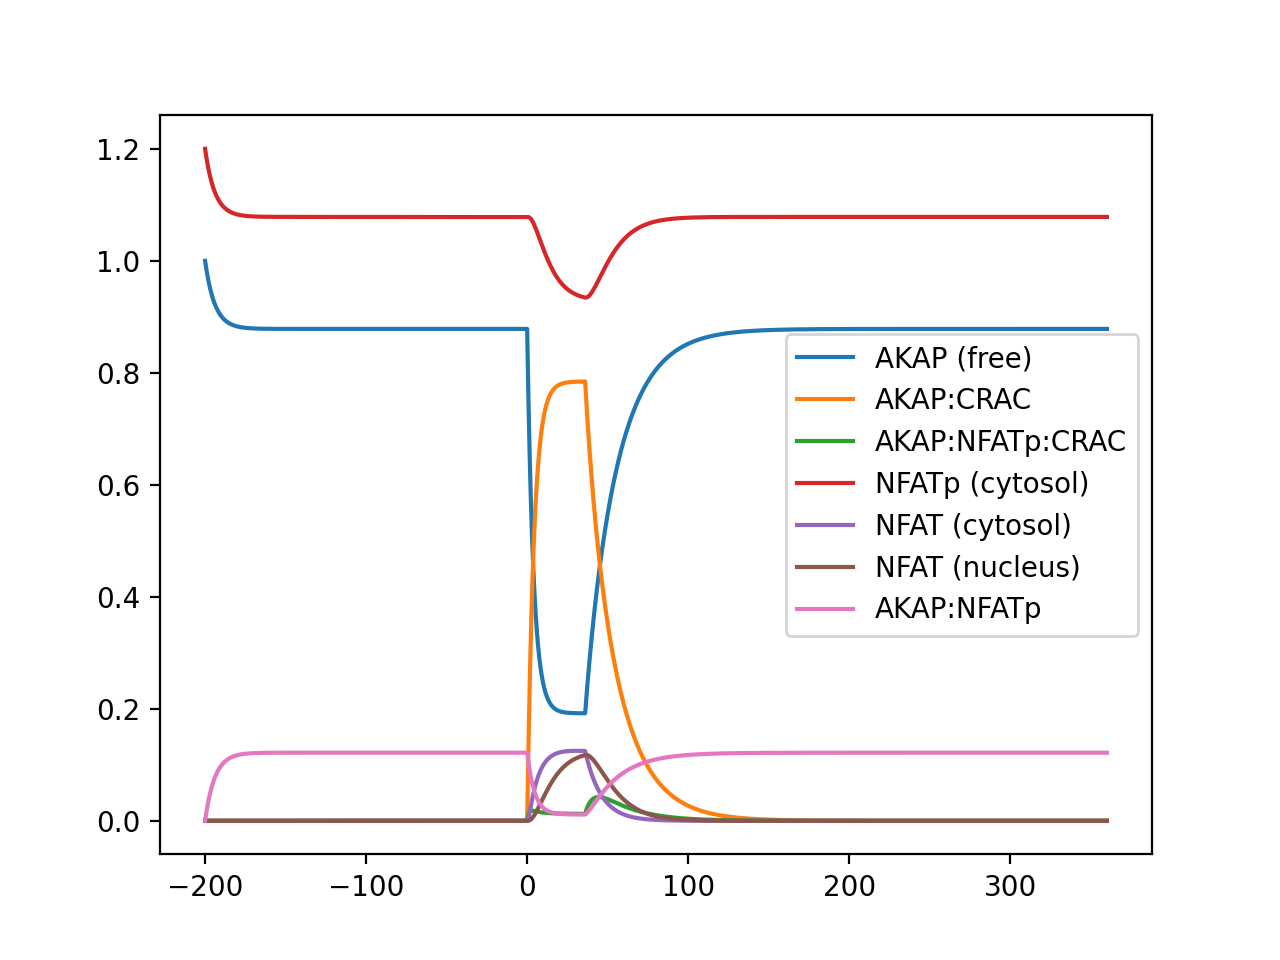 1.2
1.0
0.8
0.6
0.4
0.2
0.0
AKAP (free)
AKAP:CRAC
AKAP:NFATp:CRAC
NFATp (cytosol)
NFAT (cytosol)
NFAT (nucleus)
AKAP:NFATp
−200 −100 0 100 200 300